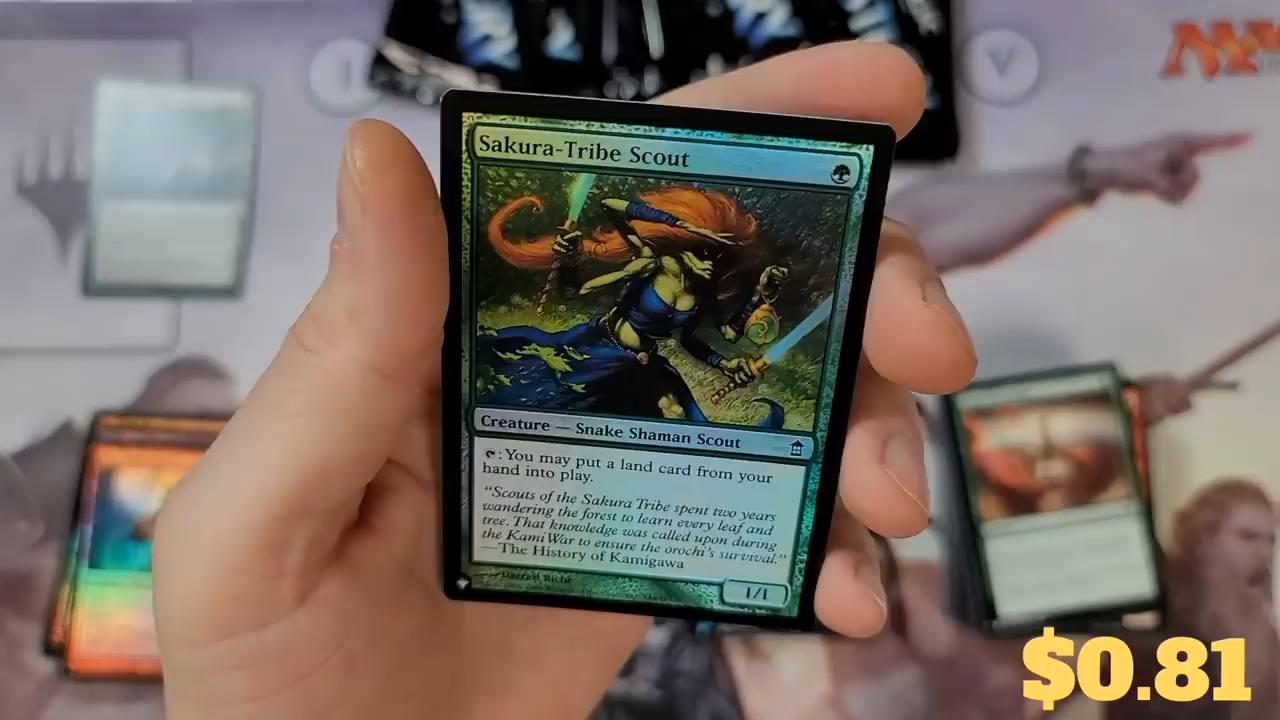 Sakura-Tribe Scout
Creature — Snake Shaman Scout
:You may put a land card from your
hand into play.
"Scouts of the Sakura Tribe spent two years
wandering the forest to learn every leaf and
tree. That knowledge was called upon during
the Kami War to ensure the orochi's survival."
—The History of Kamigawa
Darrell Riche
1/1
V
$0.81